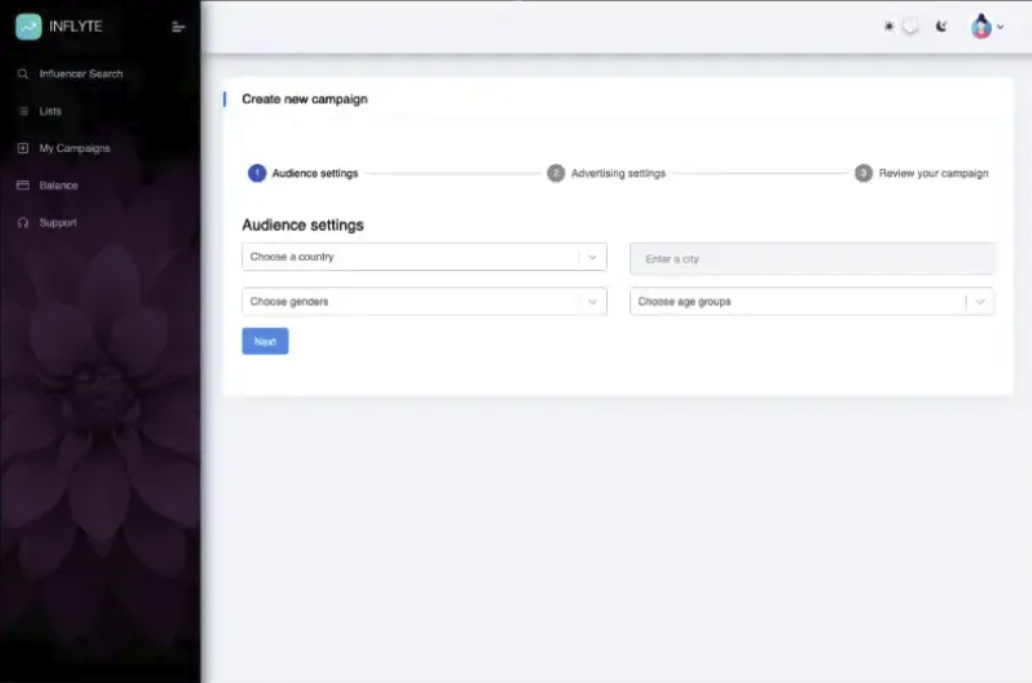 INFLYTE
Influencer Search
Lists
My Campaigns
Balance
Support
Create new campaign
1 Audience settings
2 Advertising settings
3 Review your campaign
Audience settings
Choose a country
Enter a city
Choose genders
Choose age groups
Next